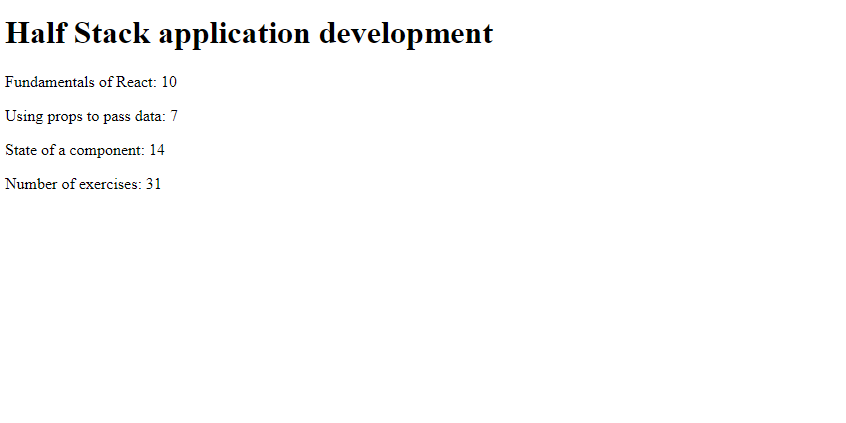 Half Stack application development
Fundamentals of React: 10
Using props to pass data: 7
State of a component: 14
Number of exercises: 31